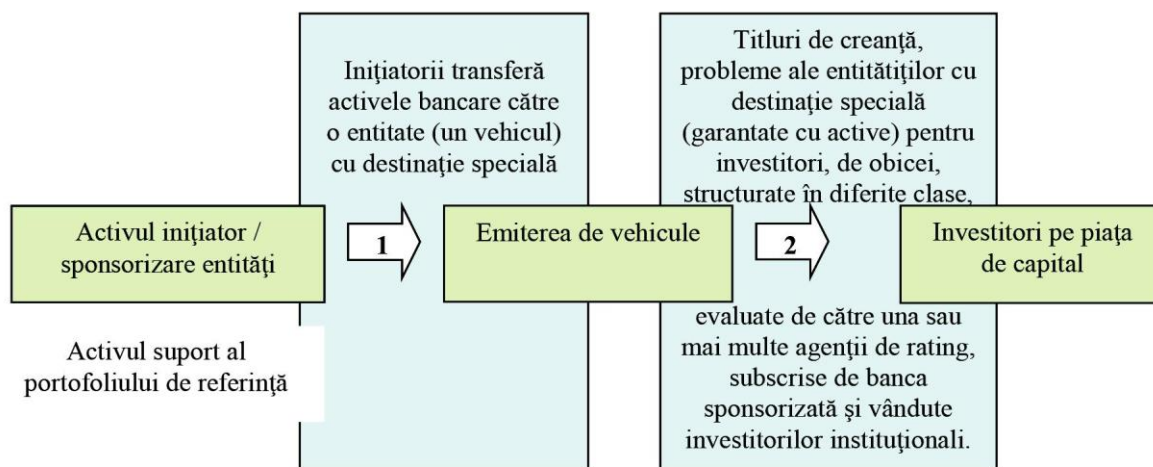 Iniţiatorii transferă
activele bancare către
o entitate (un vehicul)
cu destinaţie specială
Titluri de creanţă,
probleme ale entitătiţilor cu
destinaţie specială
(garantate cu active) pentru
investitori, de obicei,
structurate în diferite clase,
Activul iniţiator /
sponsorizare entităţi
1
Emiterea de vehicule
2
Investitori pe piaţa
de capital
Activul suport al
portofoliului de referinţă
evaluate de către una sau
mai multe agenţii de rating,
subscrise de banca
sponsorizată şi vândute
investitorilor instituţionali.